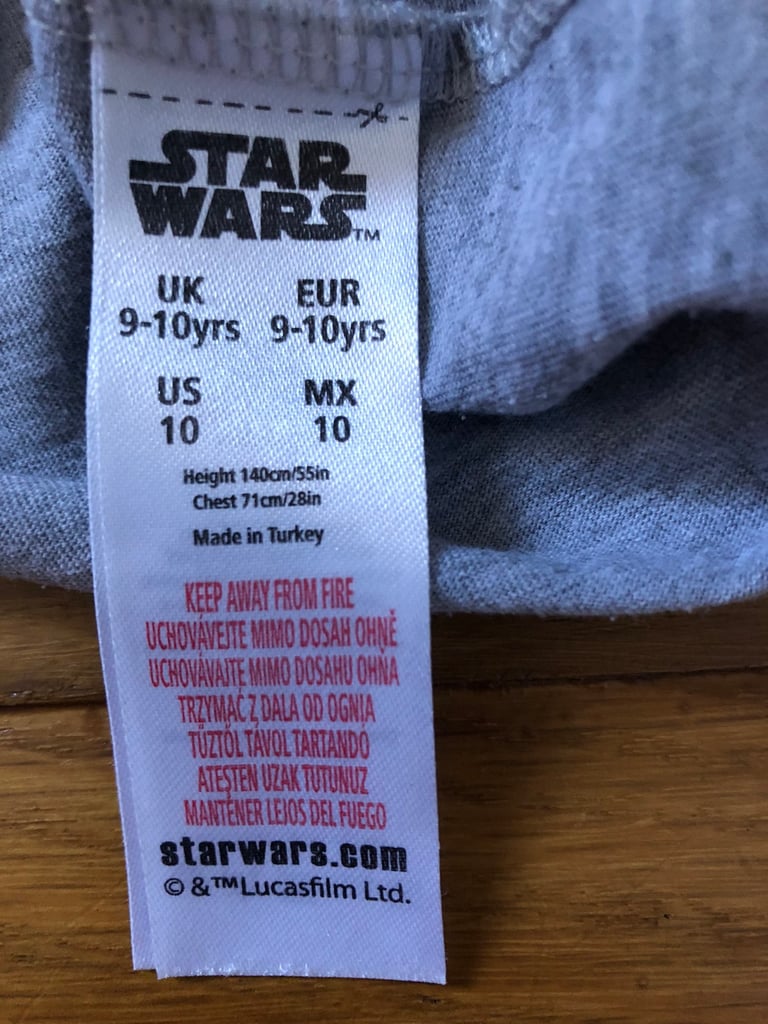 STAR
WARS™
UK EUR
9-10yrs 9-10yrs
US MX
10 10
Height 140cm/55in
Chest 71cm/28in
Made in Turkey
KEEP AWAY FROM FIRE
UCHOVÁVEJTE MIMO DOSAH OHNĚ
UCHOVÁVAJTE MIMO DOSAHU OHŇA
TRZYMAĆ Z DALA OD OGNIA
TŰZTŐL TÁVOL TARTANDÓ
ATEŞTEN UZAK TUTUNUZ
MANTENER LEJOS DEL FUEGO
starwars.com
© &™Lucasfilm Ltd.